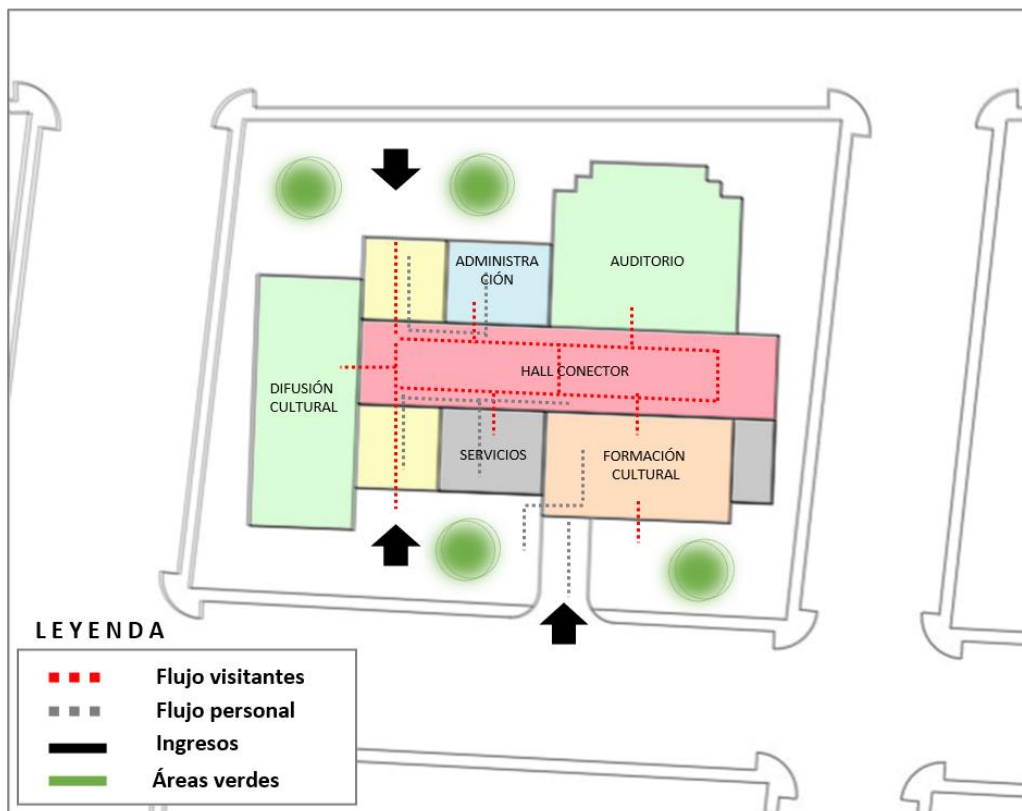 ADMINISTRA
CIÓN
AUDITORIO
HALL CONECTOR
DIFUSIÓN
CULTURAL
SERVICIOS
FORMACIÓN
CULTURAL
LEYENDA
Flujo visitantes
Flujo personal
Ingresos
Áreas verdes